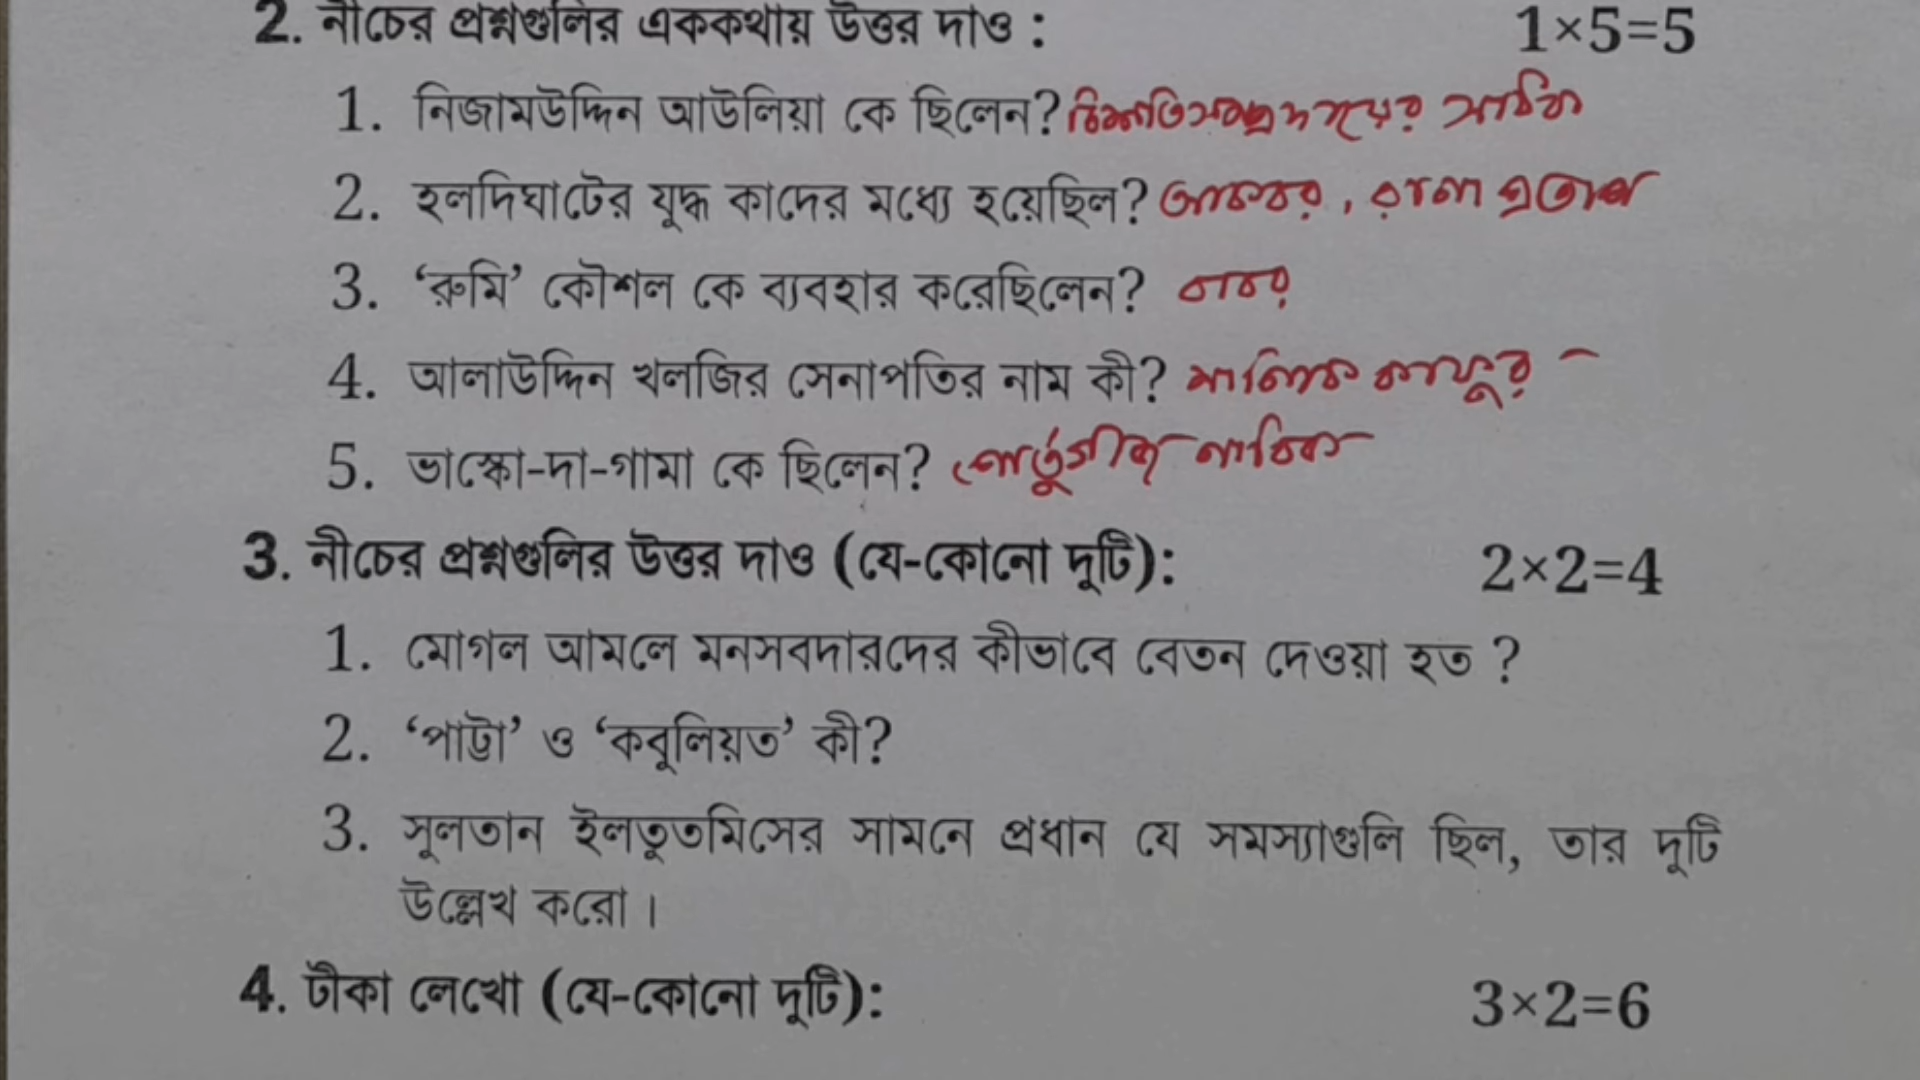 2. নীচের প্রশ্নগুলির এককথায় উত্তর দাও : 1×5=5
1. নিজামউদ্দিন আউলিয়া কে ছিলেন? চিশতি সম্প্রদায়ের সাধক
2. হলদিঘাটের যুদ্ধ কাদের মধ্যে হয়েছিল? আকবর, রাণা প্রতাপ
3. ‘রুমি’ কৌশল কে ব্যবহার করেছিলেন? বাবর
4. আলাউদ্দিন খলজির সেনাপতির নাম কী? মালিক কাফুর -
5. ভাস্কো-দা-গামা কে ছিলেন? পোর্তুগীজ নাবিক
3. নীচের প্রশ্নগুলির উত্তর দাও (যে-কোনো দুটি): 2×2=4
1. মোগল আমলে মনসবদারদের কীভাবে বেতন দেওয়া হত ?
2. ‘পাট্টা’ ও ‘কবুলিয়ত’ কী?
3. সুলতান ইলতুতমিসের সামনে প্রধান যে সমস্যাগুলি ছিল, তার দুটি
উল্লেখ করো।
4. টীকা লেখো (যে-কোনো দুটি): 3×2=6